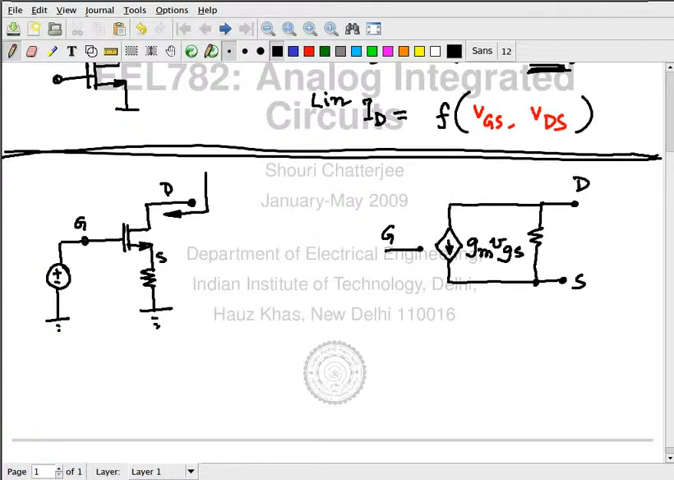 File Edit View Journal Tools Options Help
Sans 12
EEL782: Analog Integrated
Circuits
Lin I_D = f(V_GS, V_DS)
Shouri Chatterjee
January-May 2009
D
G
S
D
G
g_m v_gs
S
Department of Electrical Engineering,
Indian Institute of Technology, Delhi,
Hauz Khas, New Delhi 110016
Page 1 of 1 Layer: Layer 1